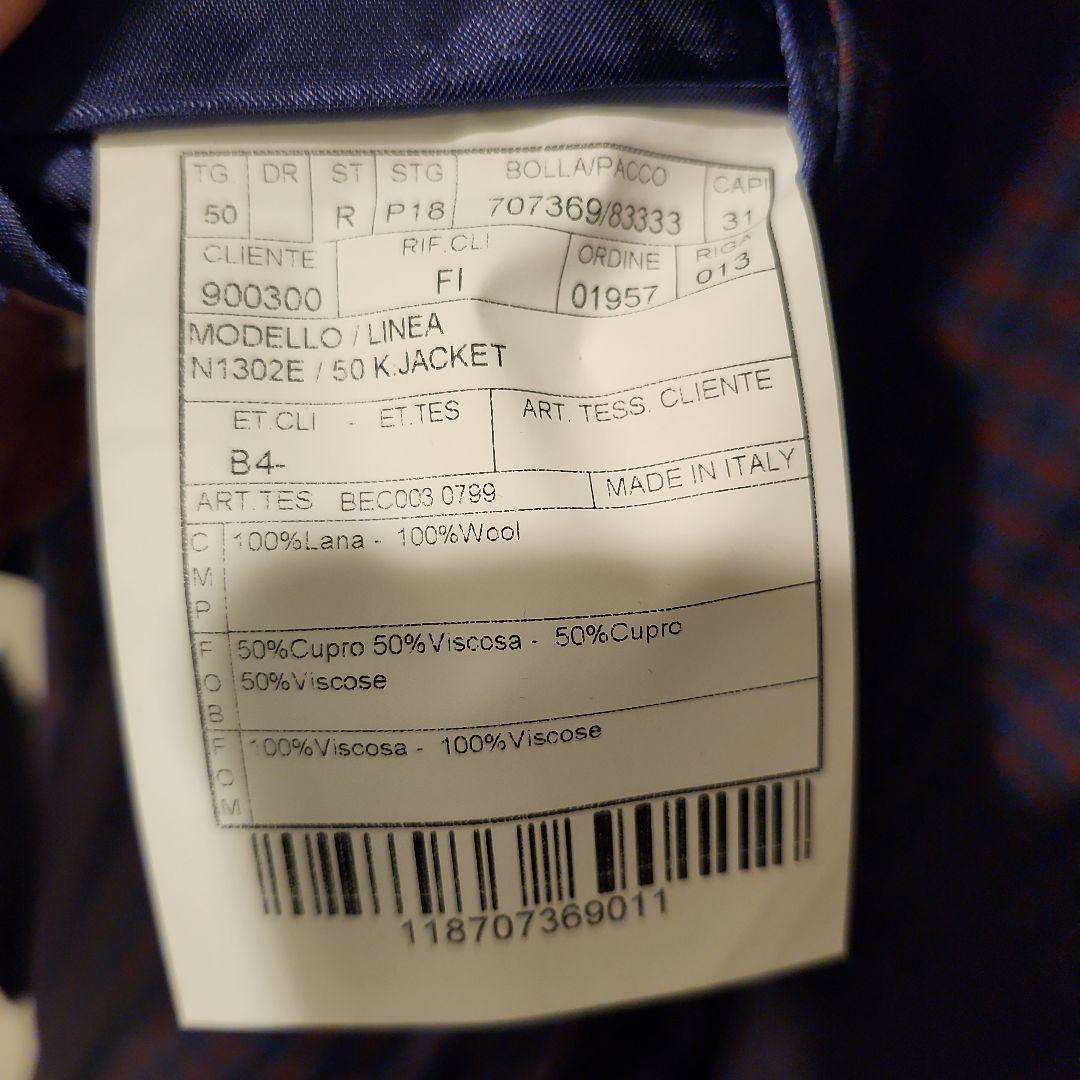 TG. DR ST STG BOLLA/PACCO CAPI
50 R P18 707369/83333 31
CLIENTE RIF.CLI ORDINE RIGA
900300 FI 01957 013
MODELLO / LINEA
N1302E / 50 K.JACKET
ET.CLI - ET.TES ART. TESS. CLIENTE
B4-
ART.TES BEC003 0799 MADE IN ITALY
CMP 100%Lana - 100%Wool
FOB 50%Cupro 50%Viscosa - 50%Cupro
50%Viscose
FOM 100%Viscosa - 100%Viscose
118707369011